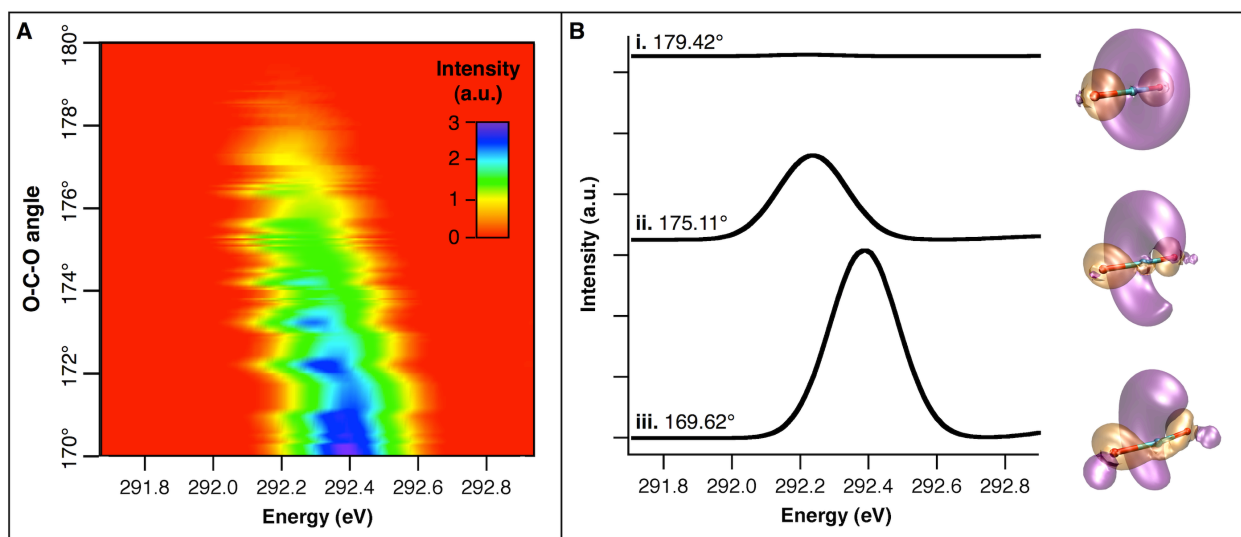 A
180°
178°
176°
174°
172°
170°
O-C-O angle
Intensity
(a.u.)
3
2
1
0
291.8 292.0 292.2 292.4 292.6 292.8
Energy (eV)
B
i. 179.42°
ii. 175.11°
iii. 169.62°
Intensity (a.u.)
291.8 292.0 292.2 292.4 292.6 292.8
Energy (eV)